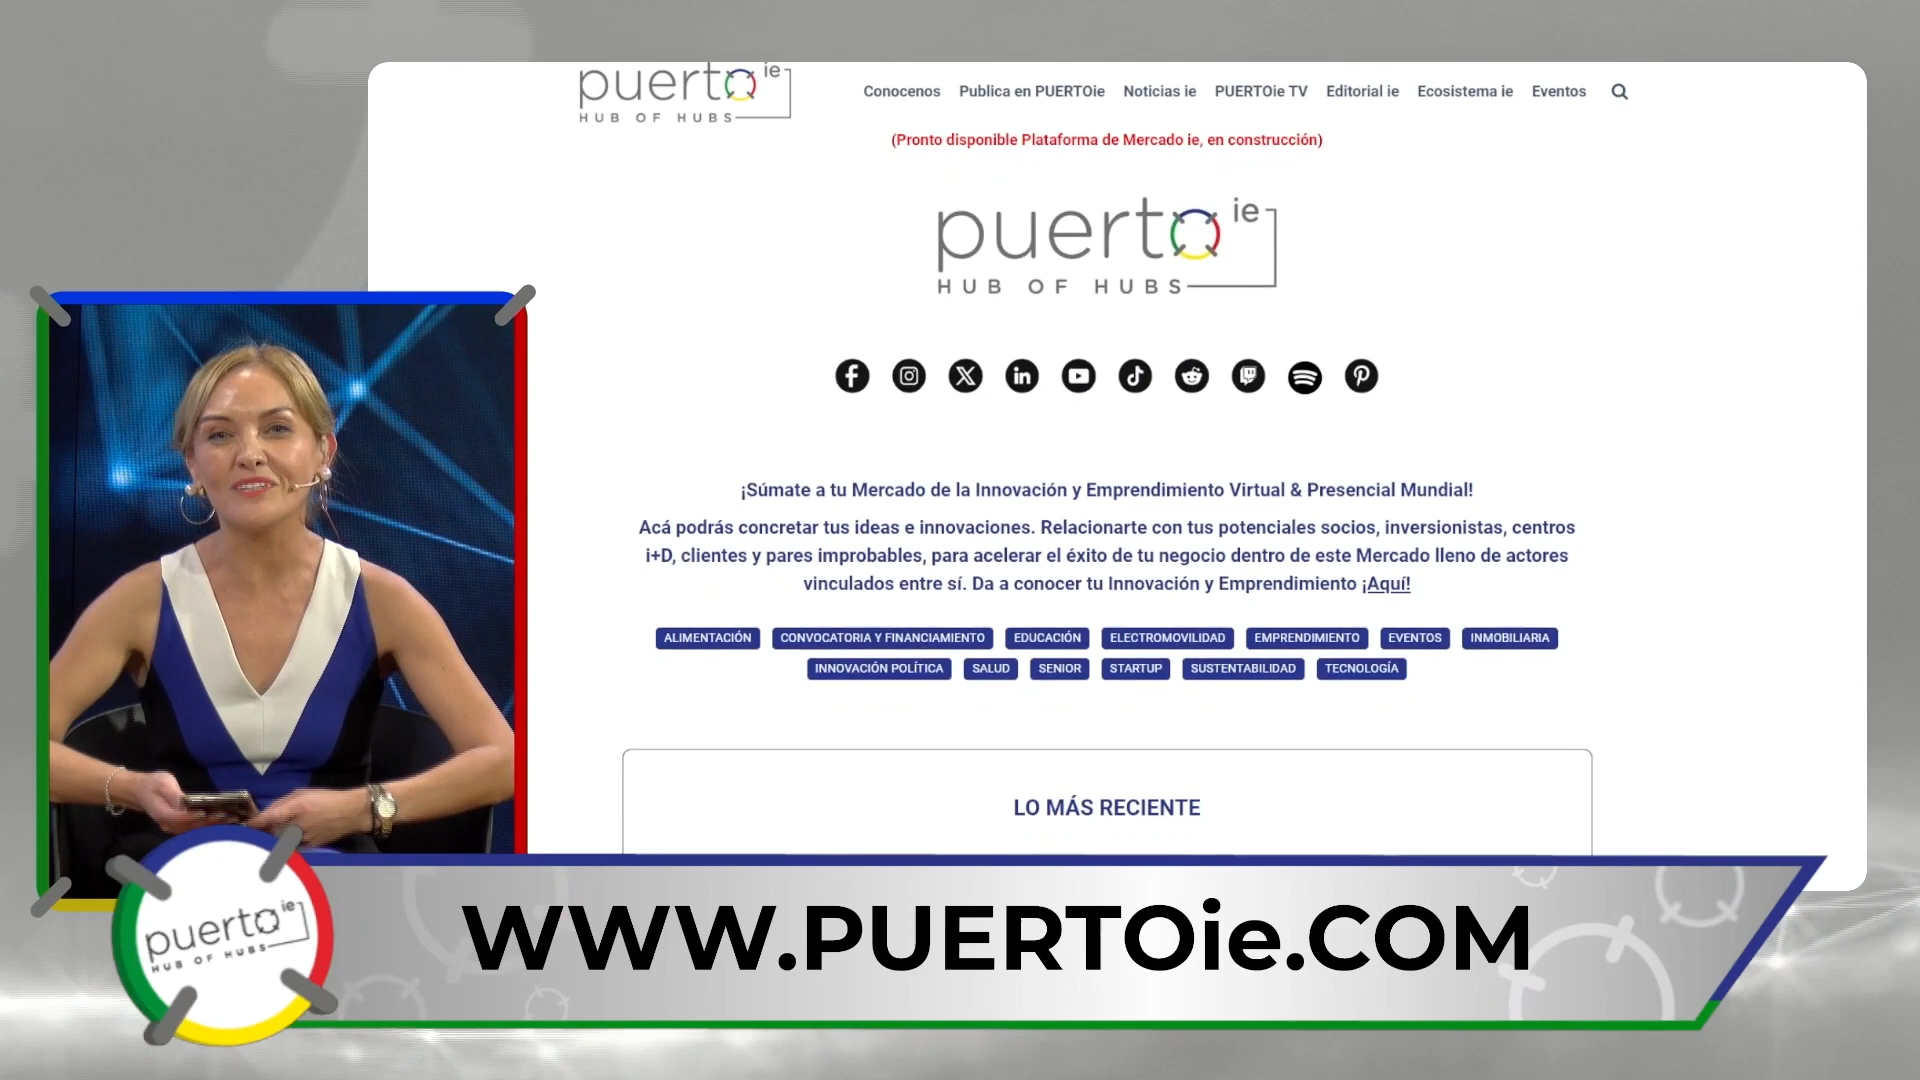 puerto ie
HUB OF HUBS
Conocenos Publica en PUERTOie Noticias ie PUERTOie TV Editorial ie Ecosistema ie Eventos
(Pronto disponible Plataforma de Mercado ie, en construcción)
puerto ie
HUB OF HUBS
¡Súmate a tu Mercado de la Innovación y Emprendimiento Virtual & Presencial Mundial!
Acá podrás concretar tus ideas e innovaciones. Relacionarte con tus potenciales socios, inversionistas, centros
i+D, clientes y pares improbables, para acelerar el éxito de tu negocio dentro de este Mercado lleno de actores
vinculados entre sí. Da a conocer tu Innovación y Emprendimiento ¡Aquí!
ALIMENTACIÓN CONVOCATORIA Y FINANCIAMIENTO EDUCACIÓN ELECTROMOVILIDAD EMPRENDIMIENTO EVENTOS INMOBILIARIA
INNOVACIÓN POLÍTICA SALUD SENIOR STARTUP SUSTENTABILIDAD TECNOLOGÍA
LO MÁS RECIENTE
puerto ie
HUB OF HUBS
WWW.PUERTOie.COM